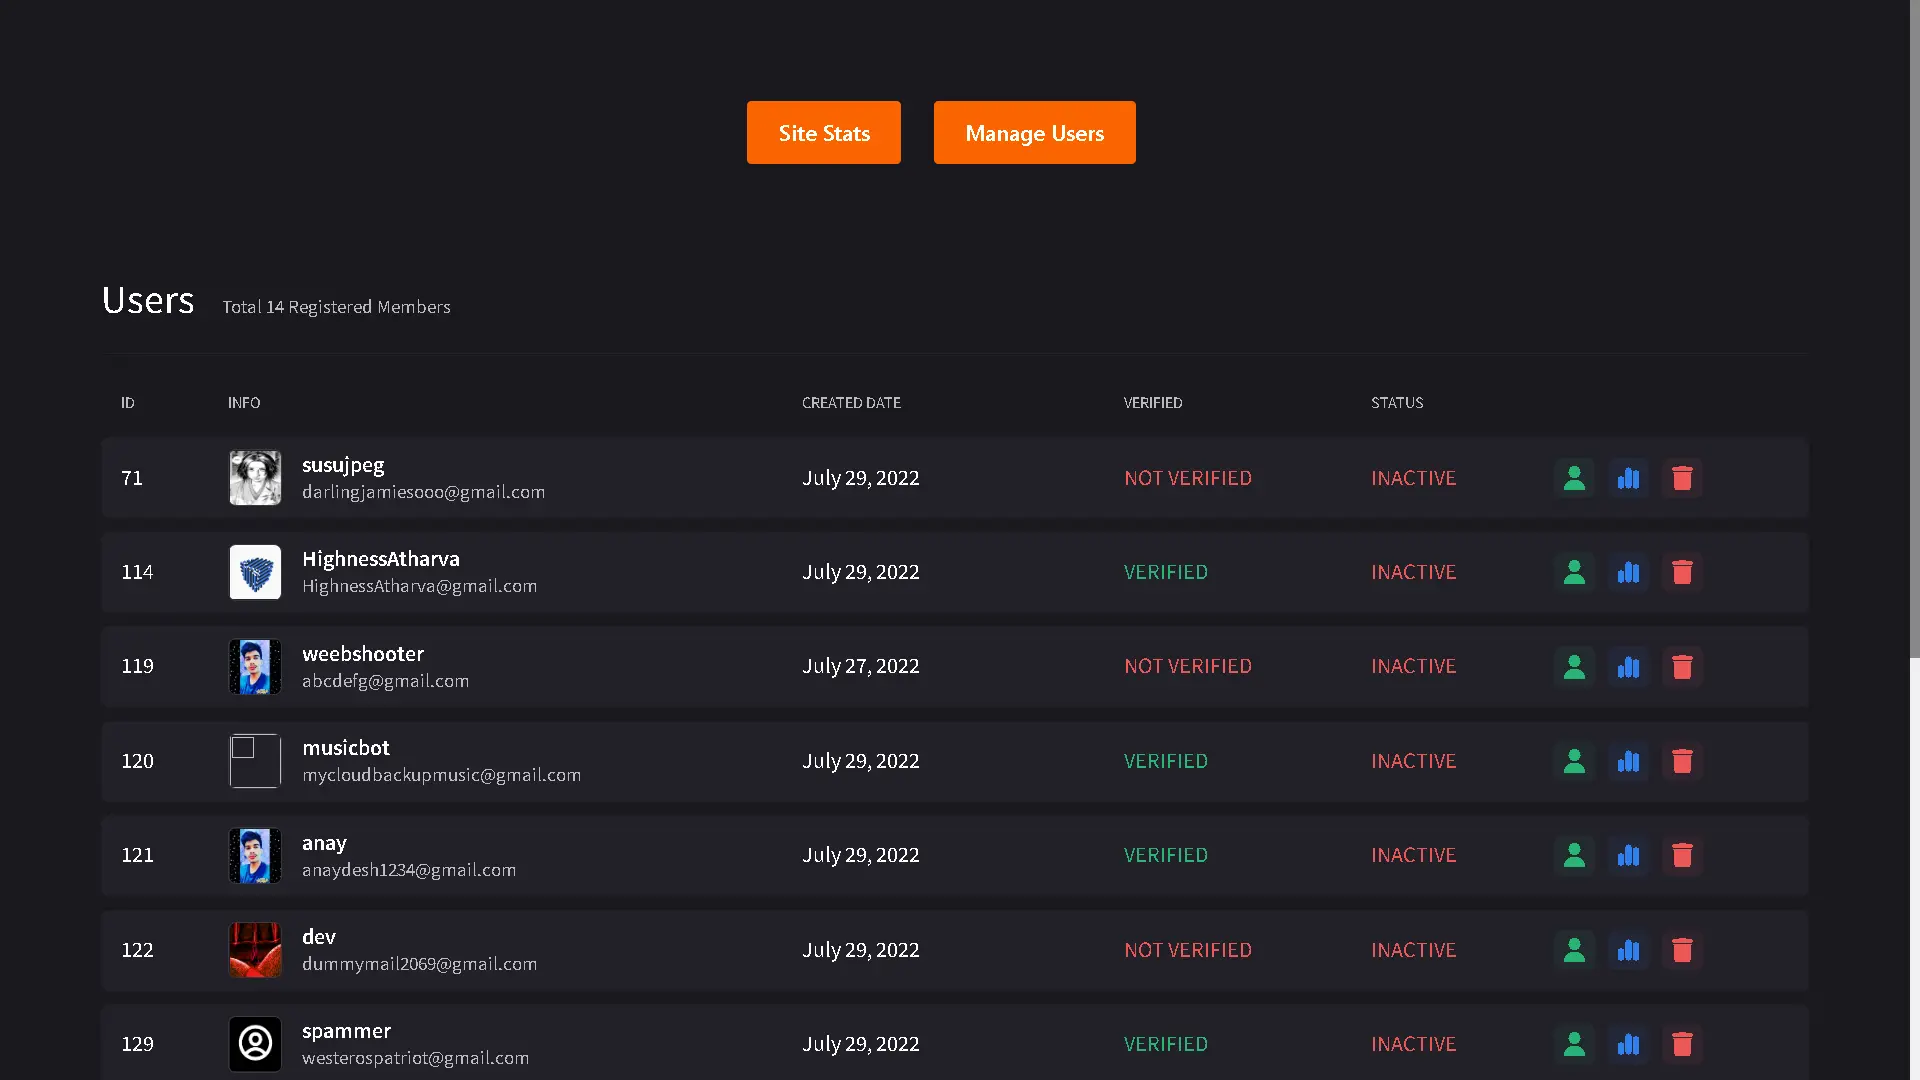 Site Stats Manage Users
Users Total 14 Registered Members
ID INFO CREATED DATE VERIFIED STATUS
susujpeg
71 July 29, 2022 NOT VERIFIED INACTIVE
darlingjamiesooo@gmail.com
HighnessAtharva
114 July 29, 2022 VERIFIED INACTIVE
HighnessAtharva@gmail.com
weebshooter
119 July 27, 2022 NOT VERIFIED INACTIVE
abcdefg@gmail.com
musicbot
120 July 29, 2022 VERIFIED INACTIVE
mycloudbackupmusic@gmail.com
anay
121 July 29, 2022 VERIFIED INACTIVE
anaydesh1234@gmail.com
dev
122 July 29, 2022 NOT VERIFIED INACTIVE
dummymail2069@gmail.com
spammer
129 July 29, 2022 VERIFIED INACTIVE
westerospatriot@gmail.com